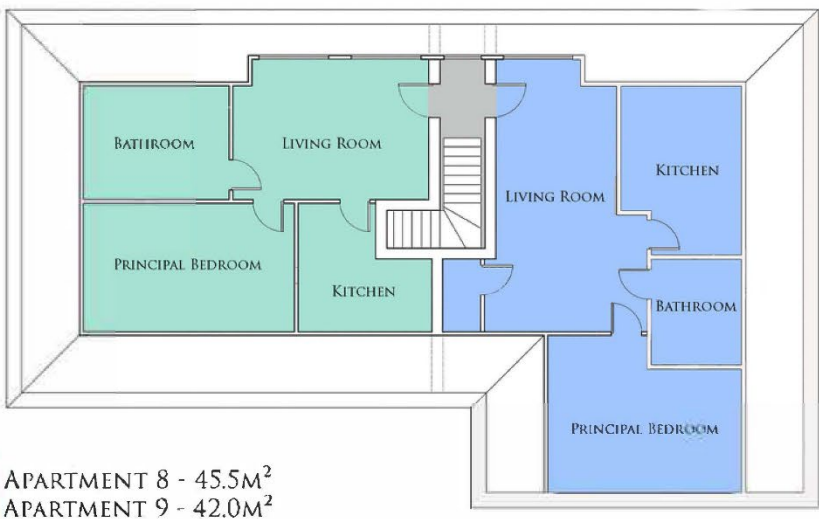 BATHROOM
LIVING ROOM
KITCHEN
LIVING ROOM
PRINCIPAL BEDROOM
KITCHEN
BATHROOM
PRINCIPAL BEDROOM
APARTMENT 8 - 45.5M²
APARTMENT 9 - 42.0M²